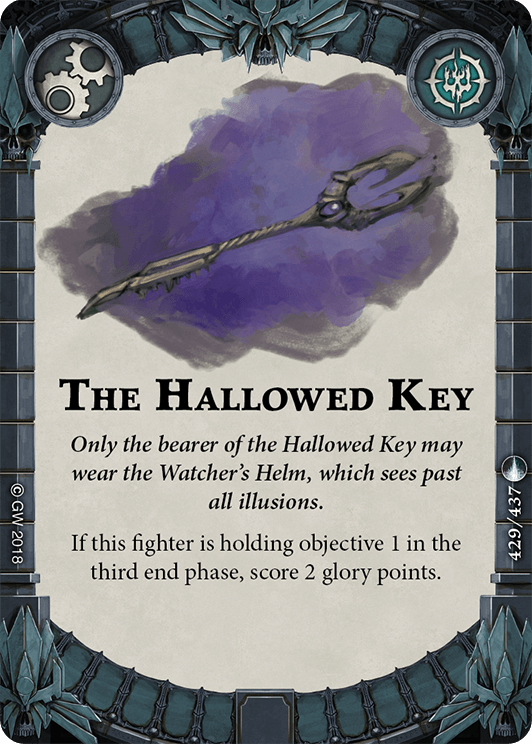 The Hallowed Key
Only the bearer of the Hallowed Key may
wear the Watcher's Helm, which sees past
all illusions.
If this fighter is holding objective 1 in the
third end phase, score 2 glory points.
© GW 2018
429/437